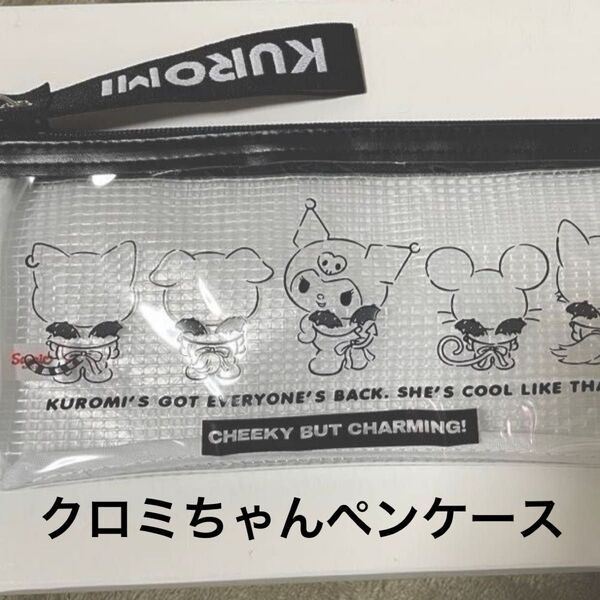 KUROMI
Sanrio
KUROMI'S GOT EVERYONE'S BACK. SHE'S COOL LIKE THA
CHEEKY BUT CHARMING!
クロミちゃんペンケース